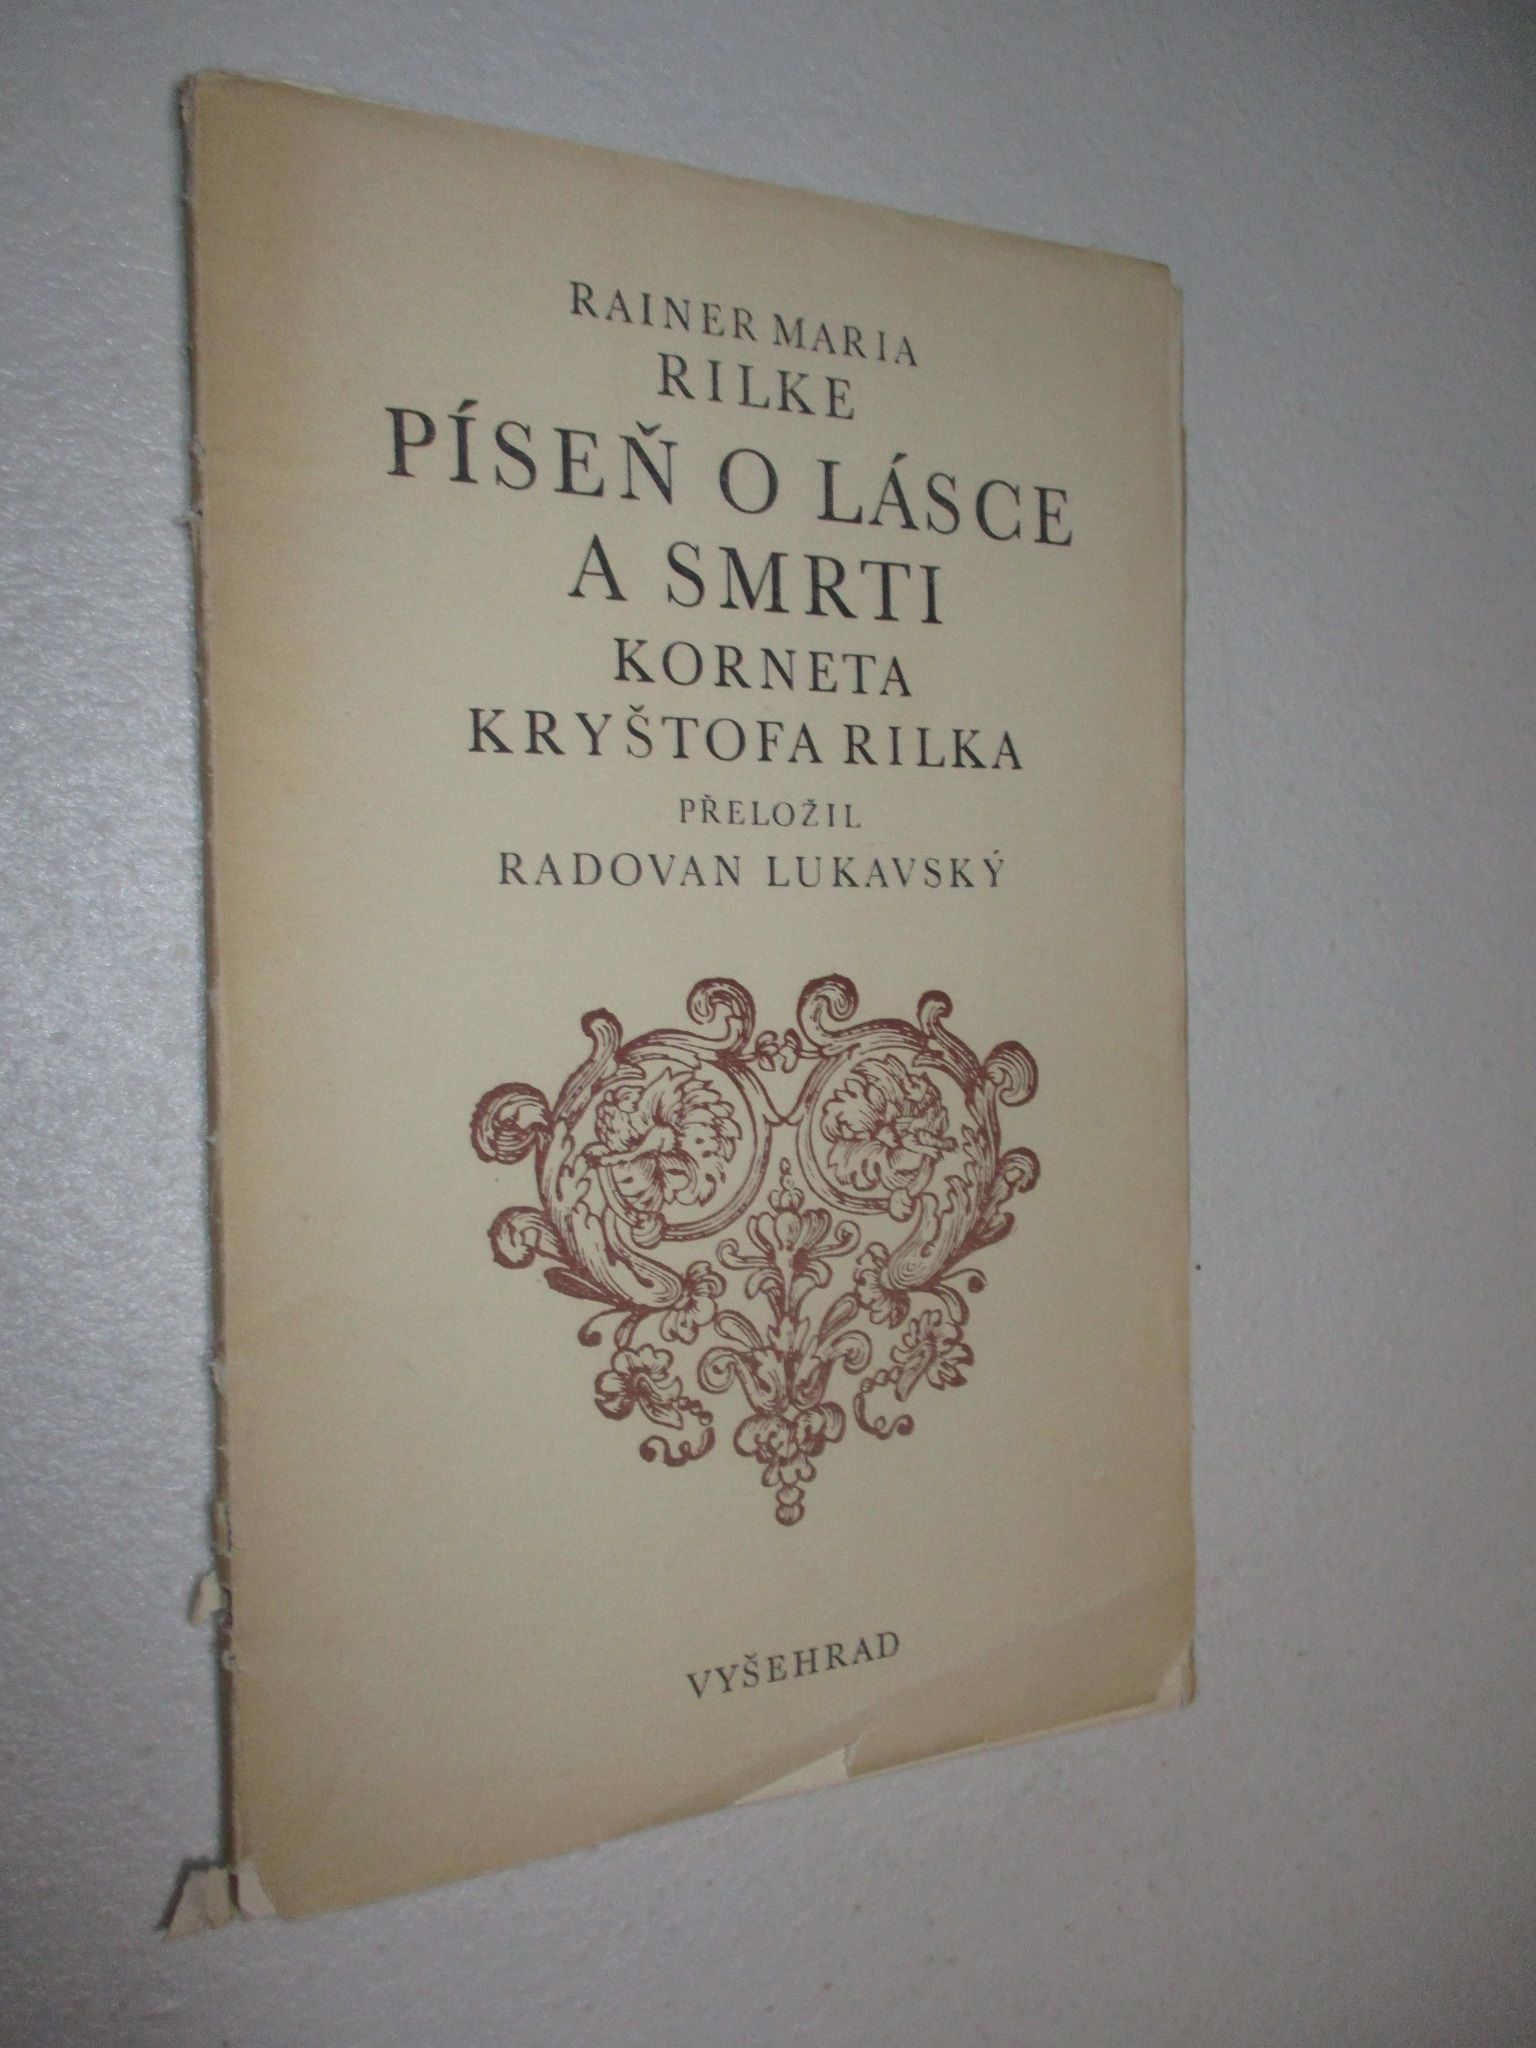 RAINER MARIA
RILKE
PÍSEŇ O LÁSCE
A SMRTI
KORNETA
KRYŠTOFA RILKA
PŘELOŽIL
RADOVAN LUKAVSKÝ
VYŠEHRAD